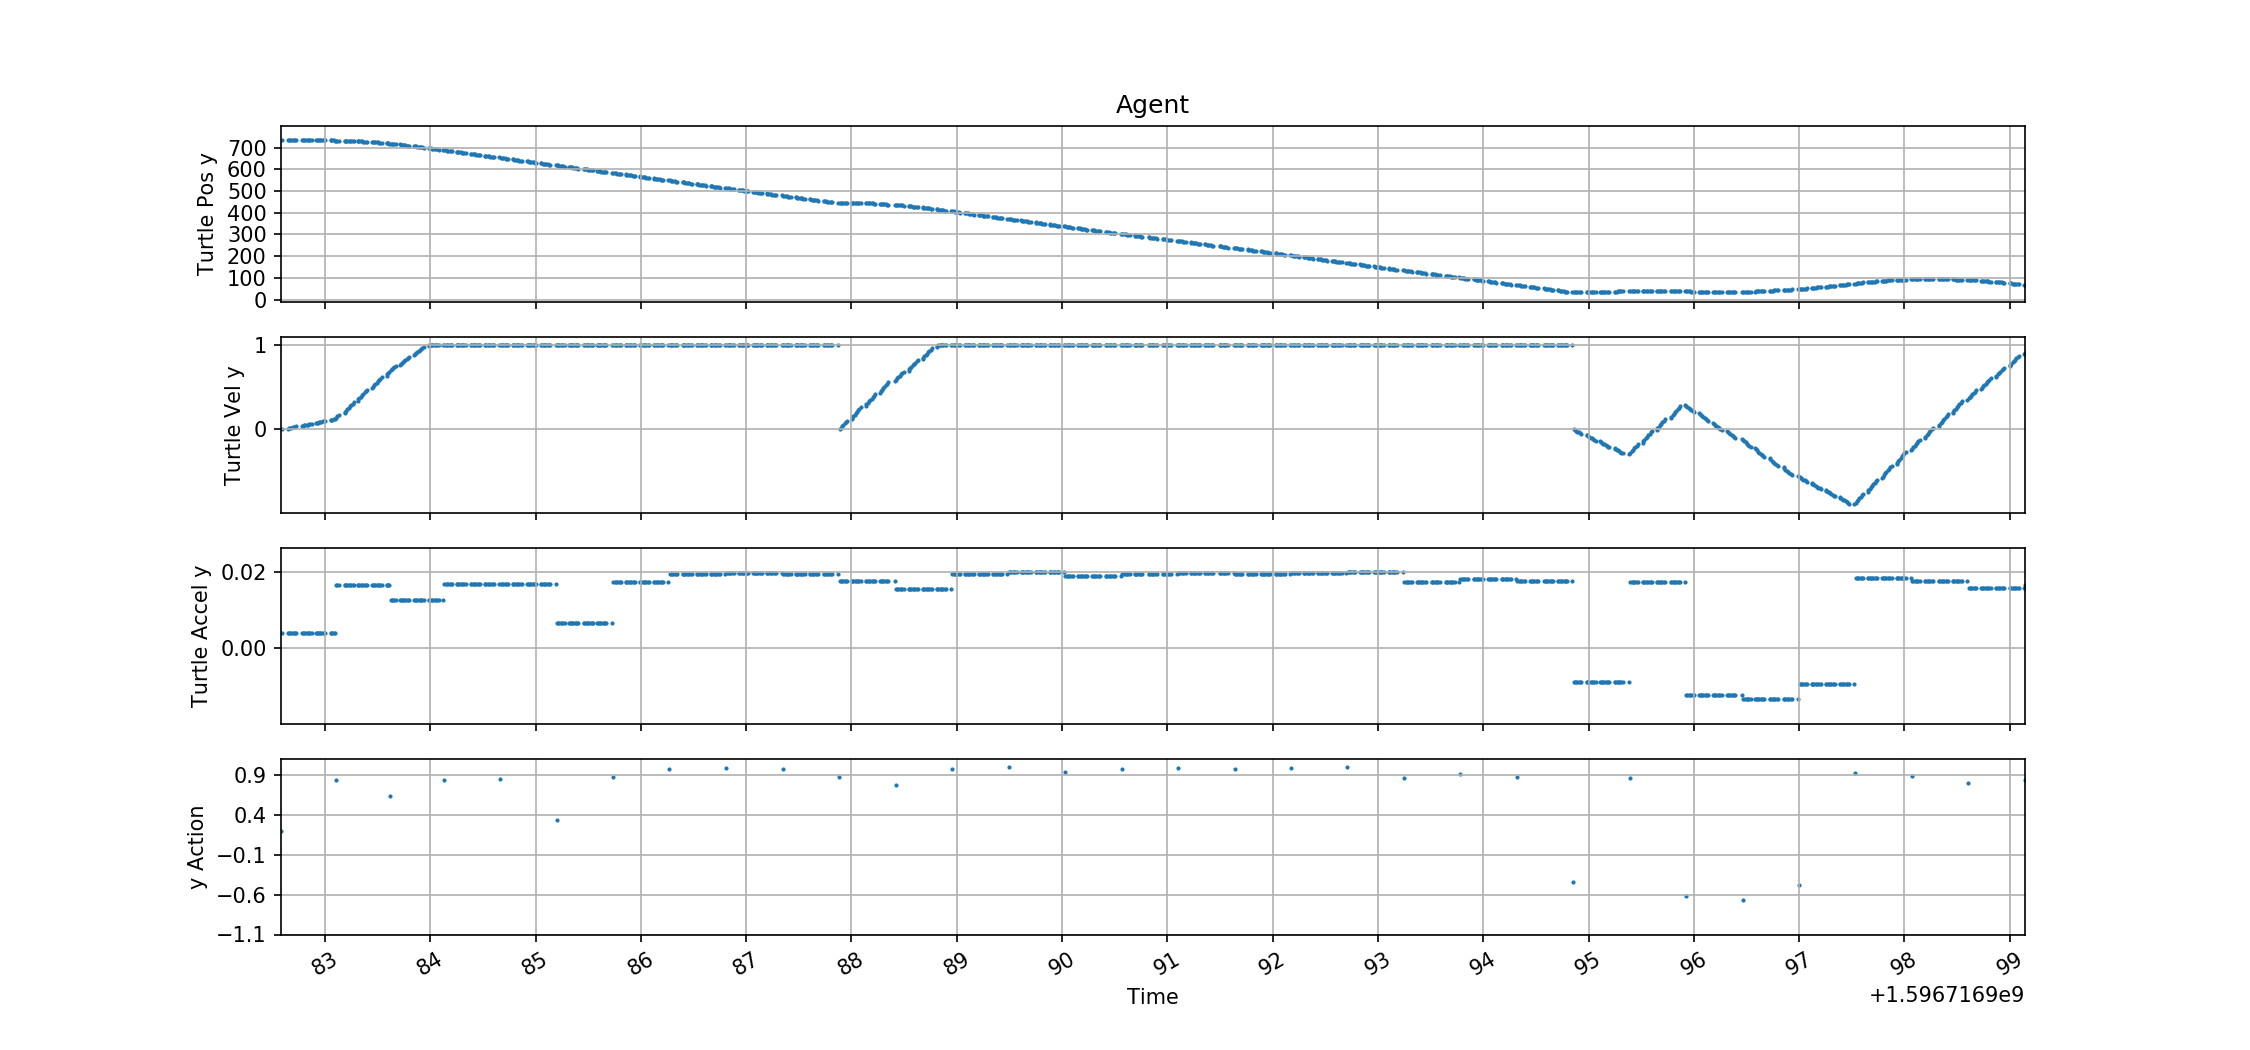 Agent
Turtle Pos y
700
600
500
400
300
200
100
0
Turtle Vel y
1
0
Turtle Accel y
0.02
0.00
y Action
0.9
0.4
−0.1
−0.6
−1.1
83 84 85 86 87 88 89 90 91 92 93 94 95 96 97 98 99
Time
+1.5967169e9